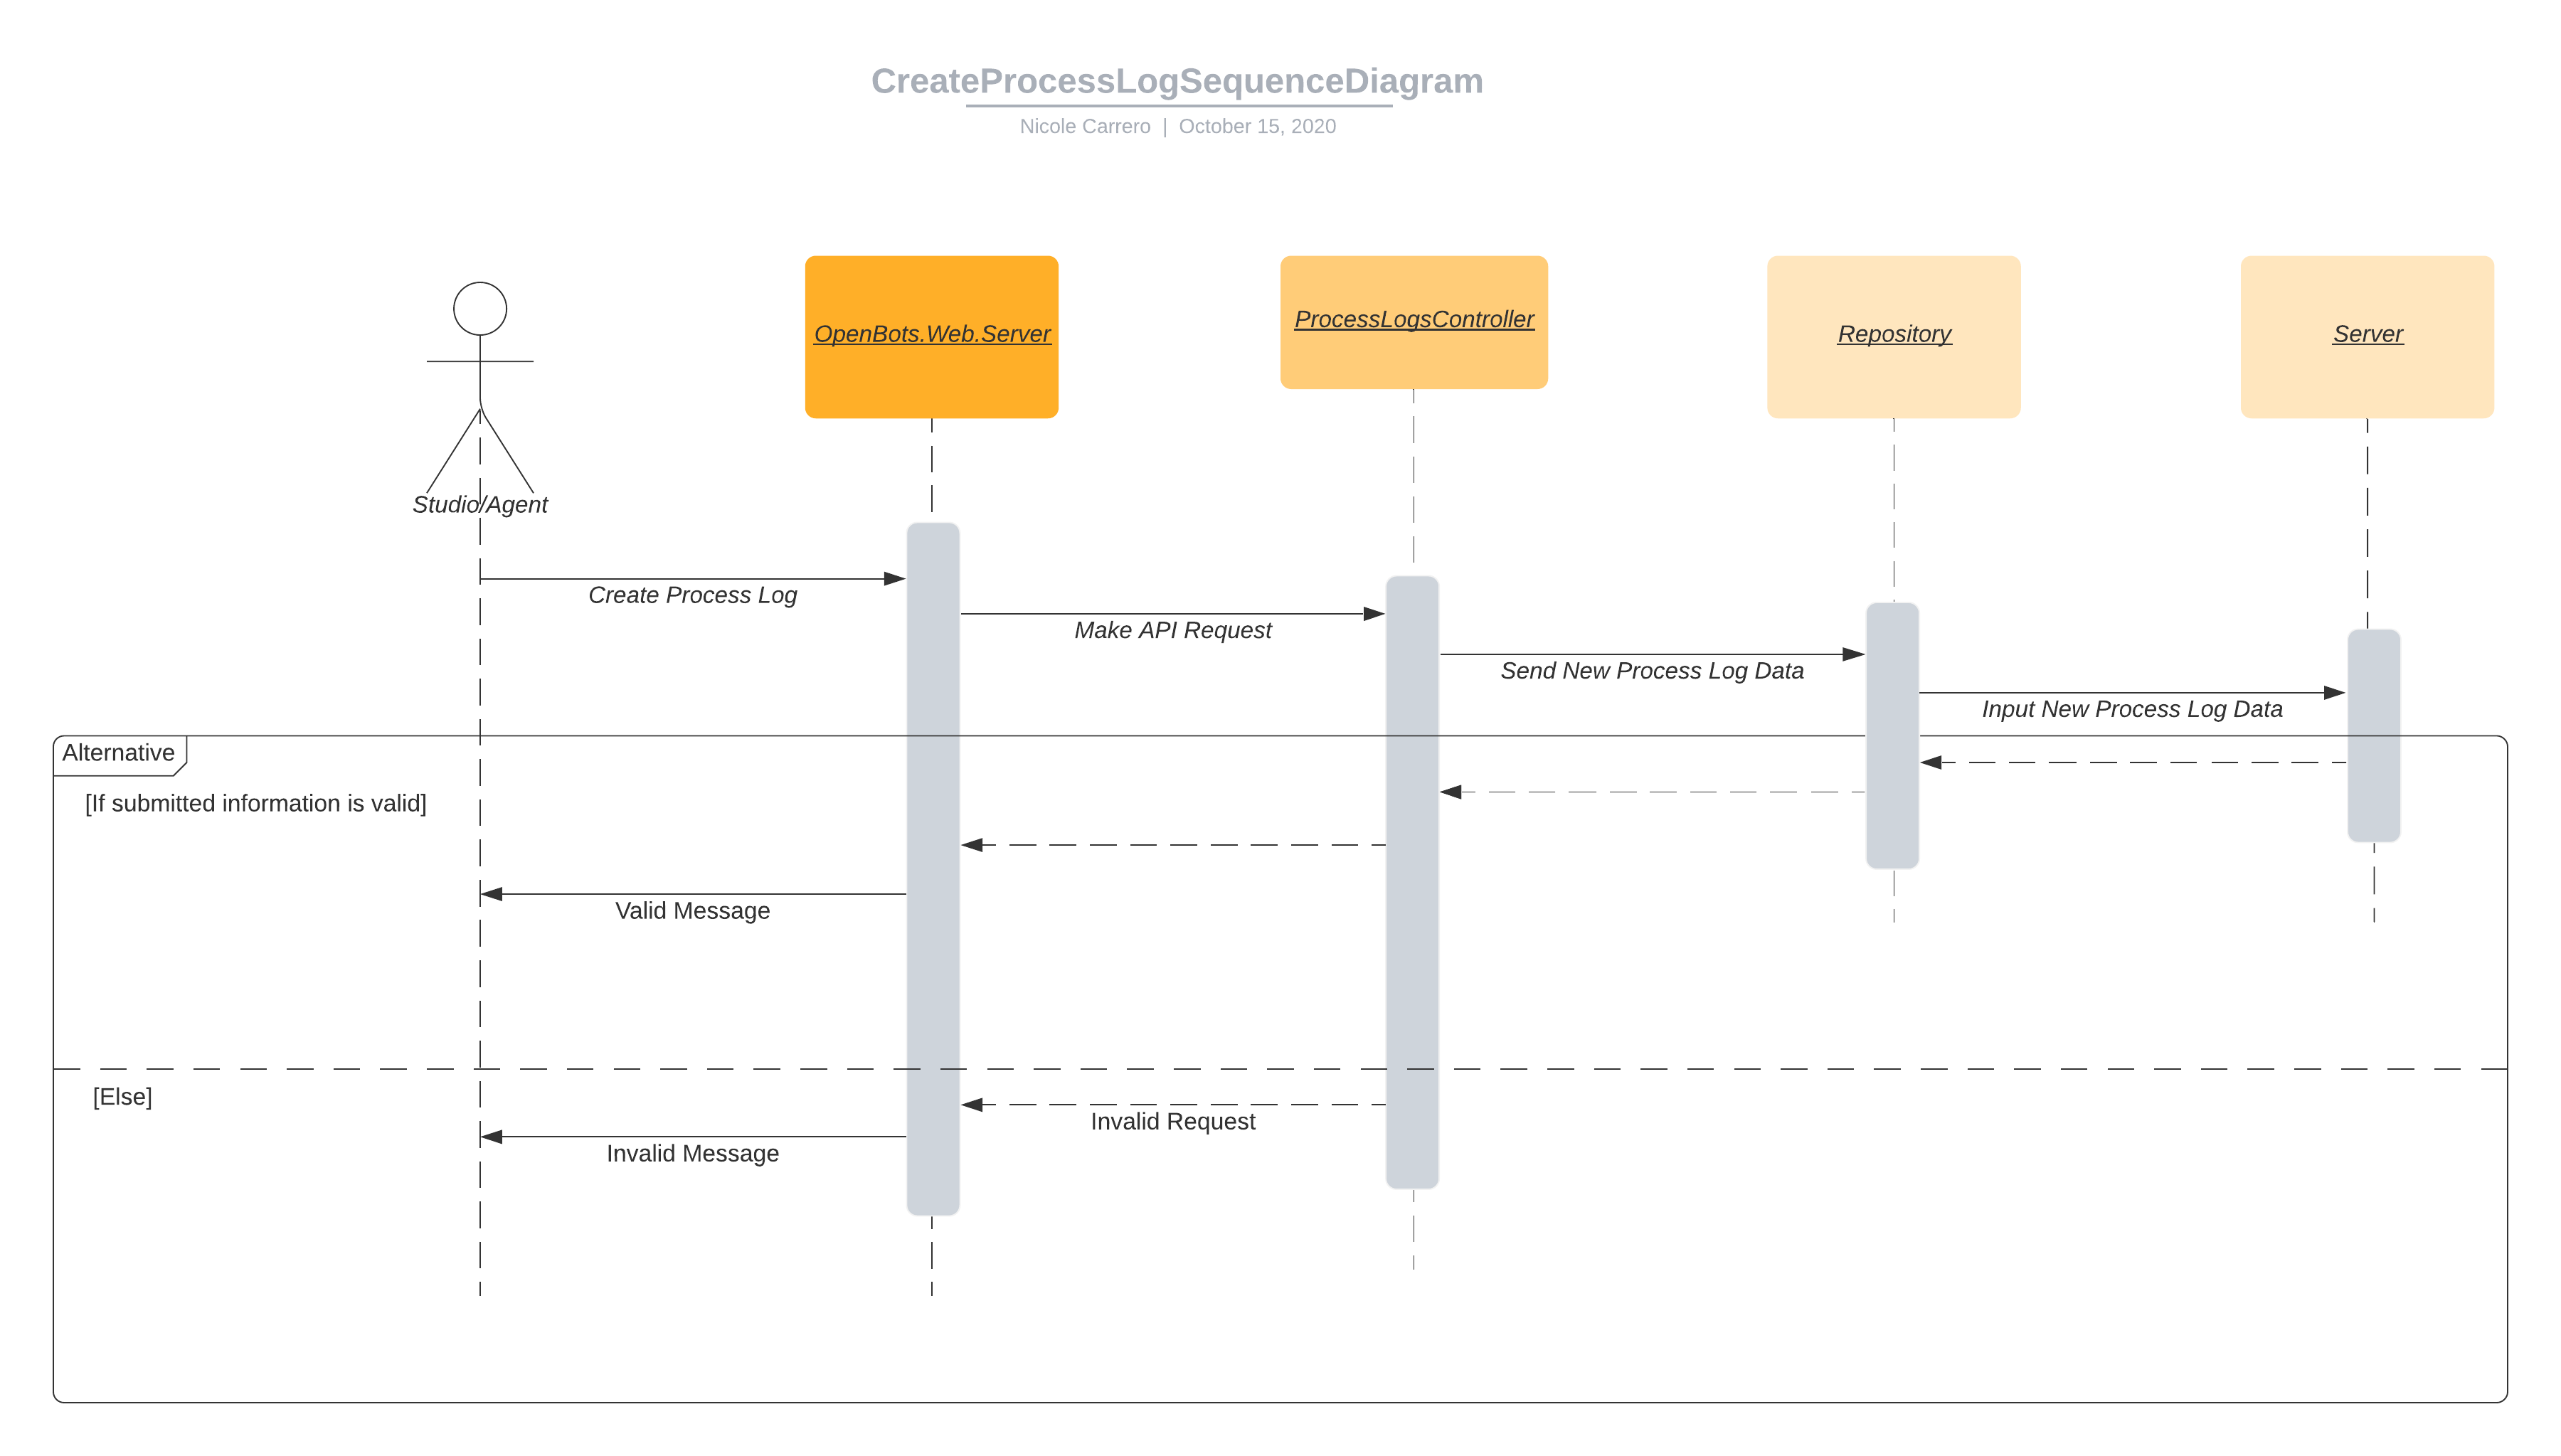 CreateProcessLogSequenceDiagram
Nicole Carrero | October 15, 2020
OpenBots.Web.Server
ProcessLogsController
Repository
Server
Studio/Agent
Create Process Log
Make API Request
Send New Process Log Data
Input New Process Log Data
Alternative
[If submitted information is valid]
Valid Message
[Else]
Invalid Request
Invalid Message